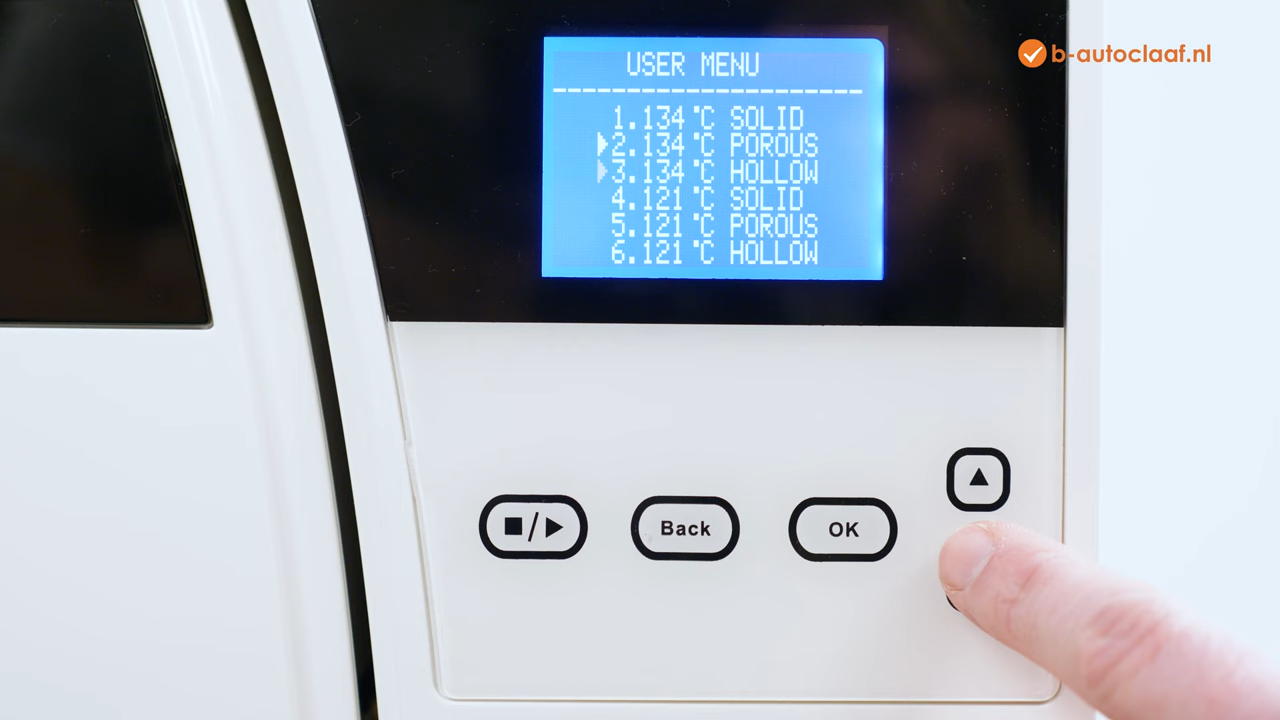 b-autoclaaf.nl
USER MENU
1.134°C SOLID
2.134°C POROUS
3.134°C HOLLOW
4.121°C SOLID
5.121°C POROUS
6.121°C HOLLOW
Back
OK